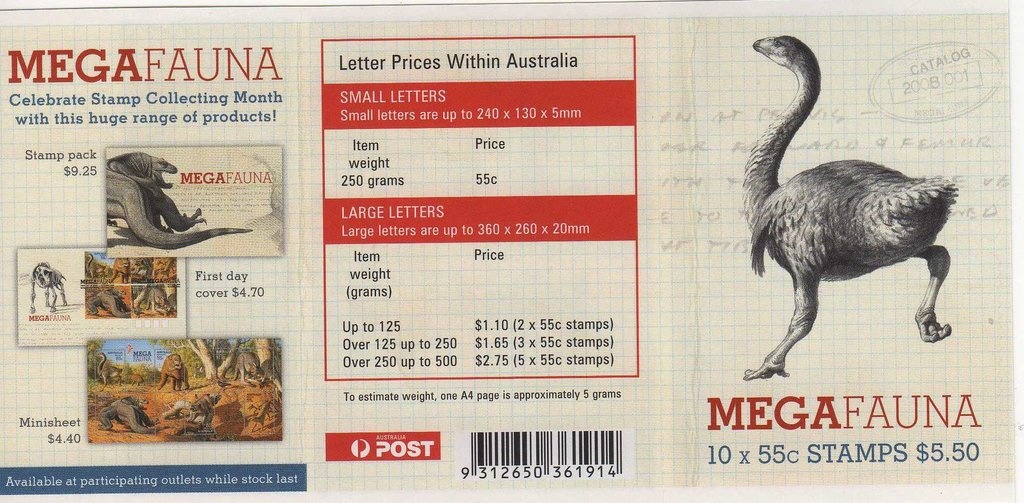 MEGAFAUNA
Celebrate Stamp Collecting Month
with this huge range of products!
Stamp pack
$9.25
MEGAFAUNA
First day
cover $4.70
MEGAFAUNA
MEGA
FAUNA
Minisheet
$4.40
Available at participating outlets while stock last
Letter Prices Within Australia
SMALL LETTERS
Small letters are up to 240 x 130 x 5mm
Item weight Price
250 grams 55c
LARGE LETTERS
Large letters are up to 360 x 260 x 20mm
Item weight (grams) Price
Up to 125 $1.10 (2 x 55c stamps)
Over 125 up to 250 $1.65 (3 x 55c stamps)
Over 250 up to 500 $2.75 (5 x 55c stamps)
To estimate weight, one A4 page is approximately 5 grams
AUSTRALIA
POST
9 312650 361914
CATALOG
2008 001
MEGAFAUNA
10 x 55c STAMPS $5.50